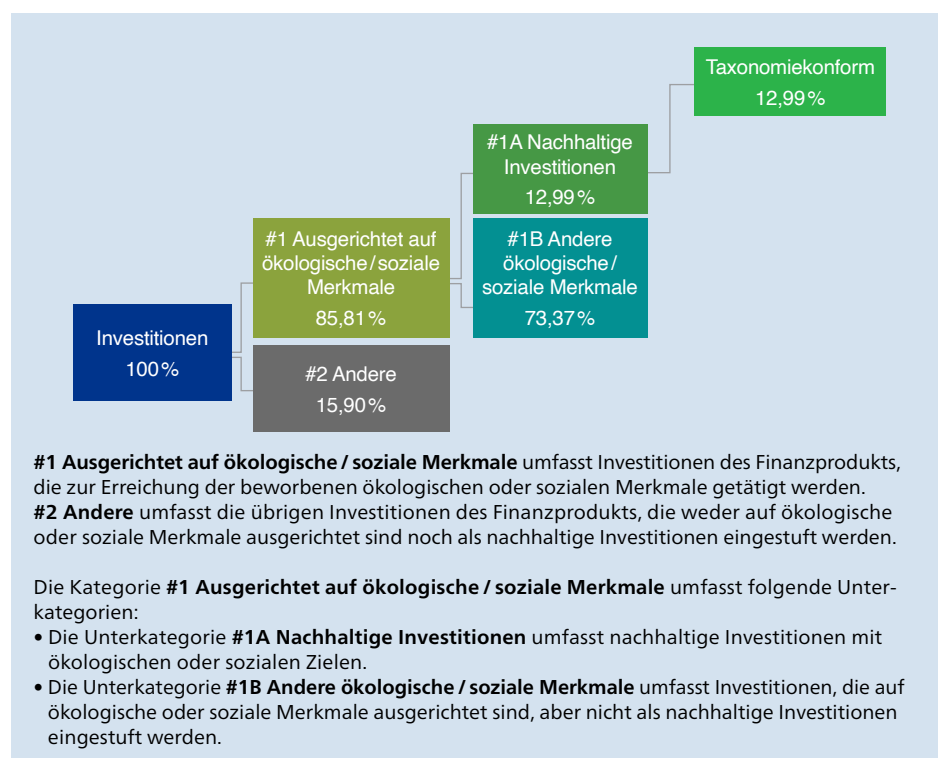 Taxonomiekonform
12,99 %
#1A Nachhaltige
Investitionen
12,99 %
#1 Ausgerichtet auf
ökologische / soziale
Merkmale
85,81 %
#1B Andere
ökologische /
soziale Merkmale
73,37 %
Investitionen
100 %
#2 Andere
15,90 %
#1 Ausgerichtet auf ökologische / soziale Merkmale umfasst Investitionen des Finanzprodukts,
die zur Erreichung der beworbenen ökologischen oder sozialen Merkmale getätigt werden.
#2 Andere umfasst die übrigen Investitionen des Finanzprodukts, die weder auf ökologische
oder soziale Merkmale ausgerichtet sind noch als nachhaltige Investitionen eingestuft werden.
Die Kategorie #1 Ausgerichtet auf ökologische / soziale Merkmale umfasst folgende Unter-
kategorien:
• Die Unterkategorie #1A Nachhaltige Investitionen umfasst nachhaltige Investitionen mit
ökologischen oder sozialen Zielen.
• Die Unterkategorie #1B Andere ökologische / soziale Merkmale umfasst Investitionen, die auf
ökologische oder soziale Merkmale ausgerichtet sind, aber nicht als nachhaltige Investitionen
eingestuft werden.